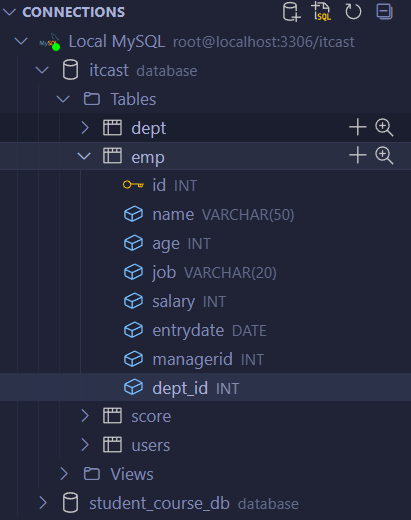 CONNECTIONS
Local MySQL root@localhost:3306/itcast
itcast database
Tables
dept
emp
id INT
name VARCHAR(50)
age INT
job VARCHAR(20)
salary INT
entrydate DATE
managerid INT
dept_id INT
score
users
Views
student_course_db database